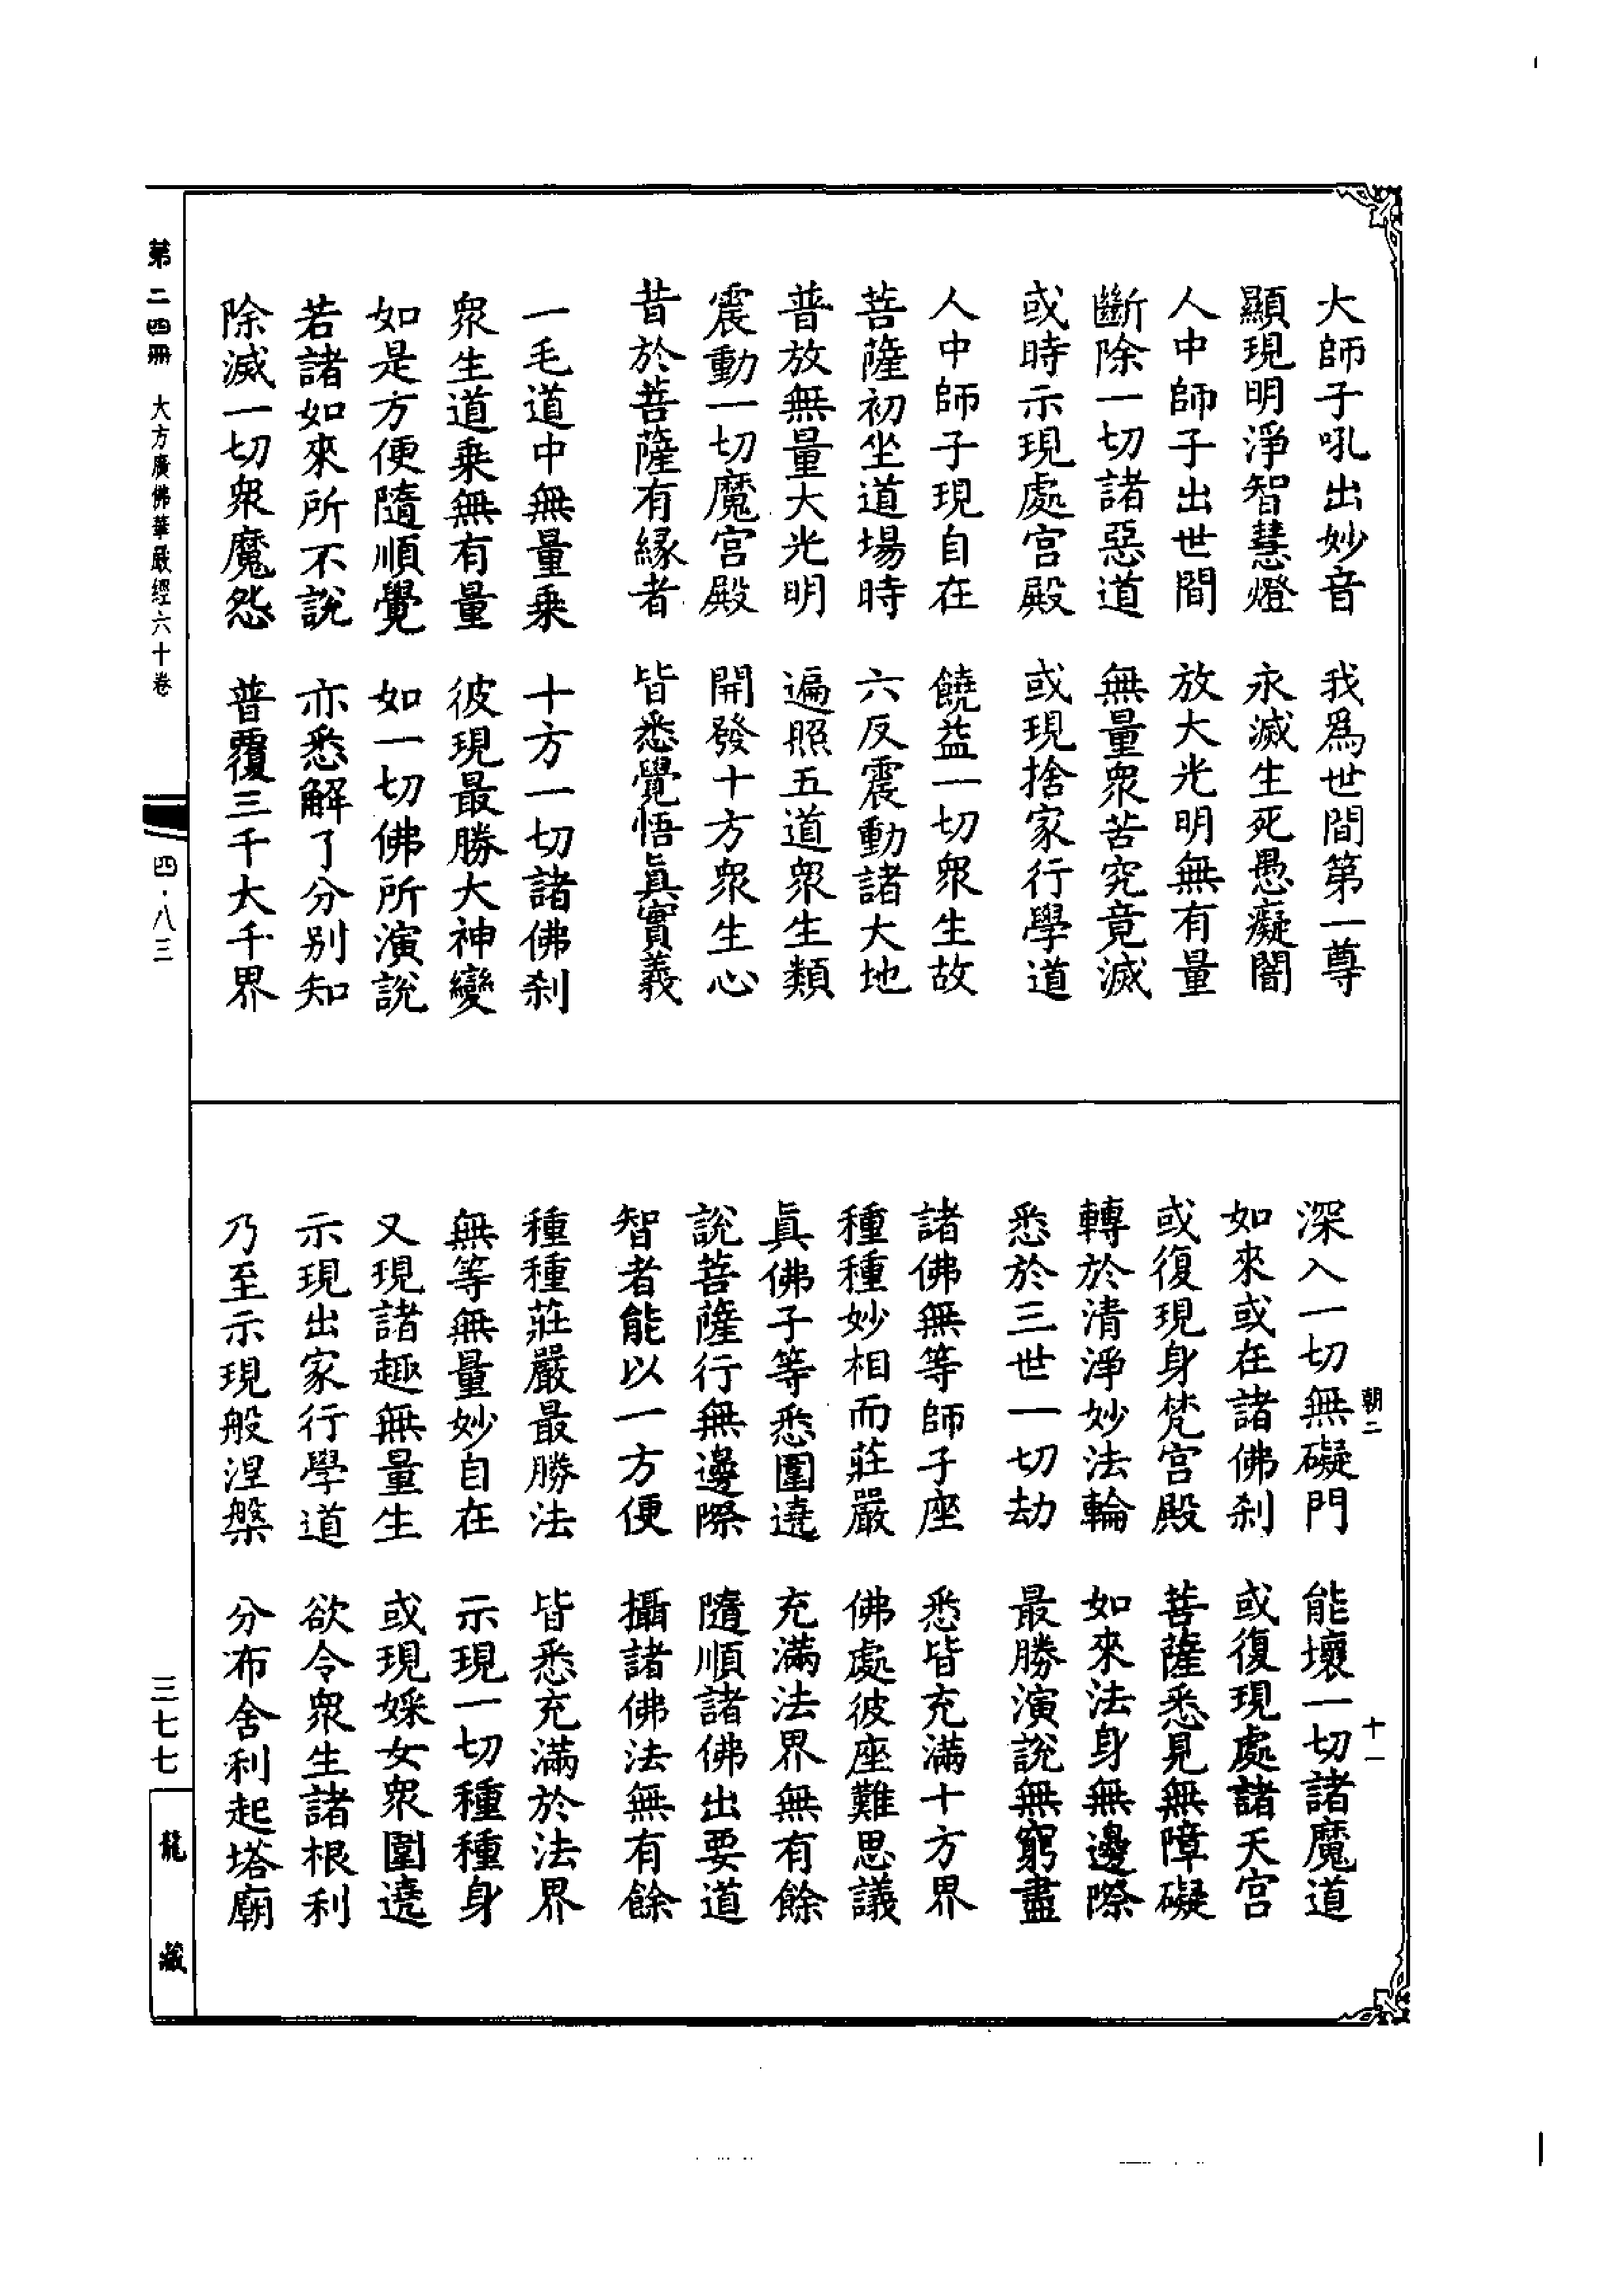 大師子吼出妙音　我爲世間第一尊
顯現明淨智慧燈　永滅生死愚癡闇
人中師子出世間　放大光明無有量
斷除一切諸惡道　無量衆苦究竟滅
或時示現處宮殿　或現捨家行學道
人中師子現自在　饒益一切衆生故
菩薩初坐道場時　六反震動諸大地
普放無量大光明　遍照五道衆生類
震動一切魔宮殿　開發十方衆生心
昔於菩薩有縁者　皆悉覺悟眞實義
一毛道中無量乘　十方一切諸佛刹
衆生道乘無有量　彼現最勝大神變
如是方便隨順覺　如一切佛所演說
若諸如來所不說　亦悉解了分別知
除滅一切衆魔怨　普覆三千大千界
朝二　十一
深入一切無礙門　能壞一切諸魔道
如來或在諸佛刹　或復現處諸天宮
或復現身梵宮殿　菩薩悉見無障礙
轉於清淨妙法輪　如來法身無邊際
悉於三世一切劫　最勝演說無窮盡
諸佛無等師子座　悉皆充滿十方界
種種妙相而莊嚴　佛處彼座難思議
眞佛子等悉圍遶　充滿法界無有餘
說菩薩行無邊際　隨順諸佛出要道
智者能以一方便　攝諸佛法無有餘
種種莊嚴最勝法　皆悉充滿於法界
無等無量妙自在　示現一切種種身
又現諸趣無量生　或現婇女衆圍遶
示現出家行學道　欲令衆生諸根利
乃至示現般涅槃　分布舍利起塔廟
第二四冊　大方廣佛華嚴經六十卷　四·八三　三七七　龍藏